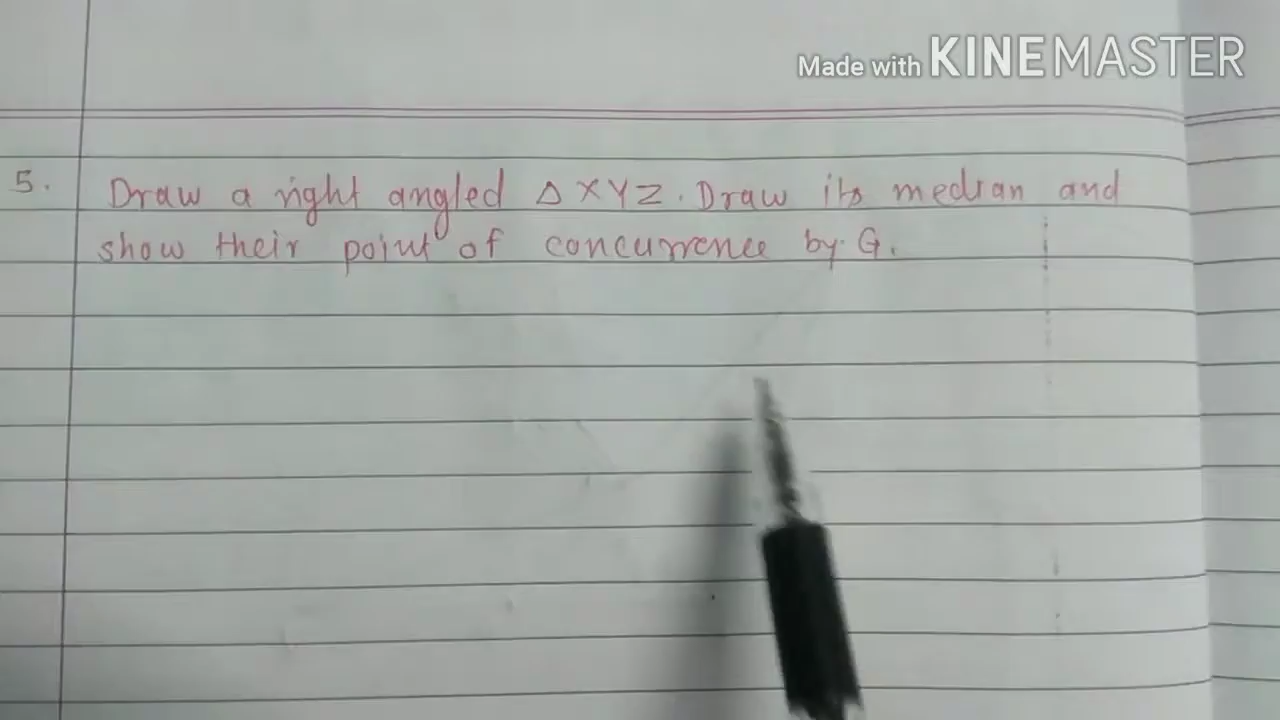 Made with KINEMASTER
5. Draw a right angled Δ XYZ. Draw its median and
show their point of concurrence by G.